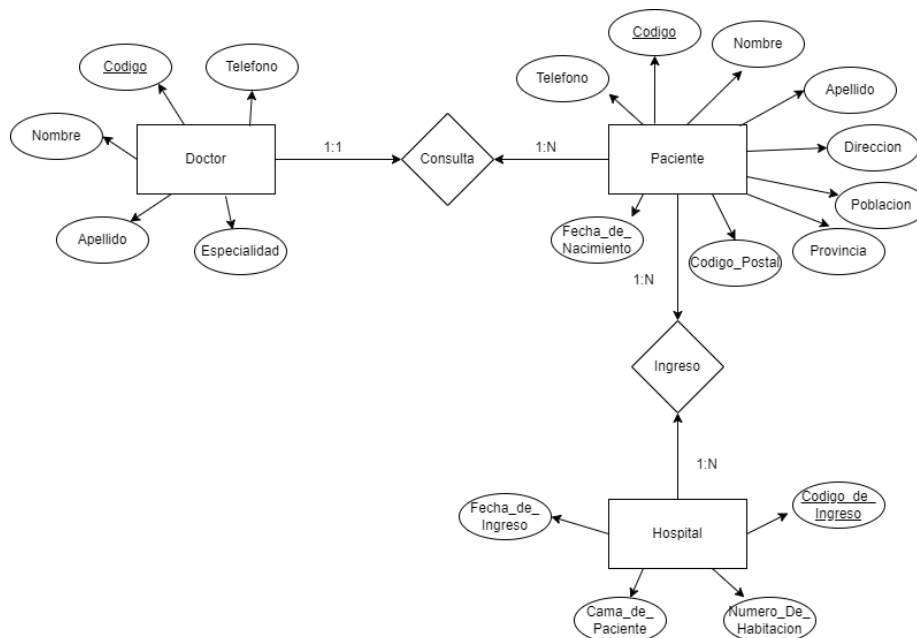 Codigo
Telefono
Nombre
Doctor
Apellido
Especialidad
1:1
Consulta
1:N
Codigo
Nombre
Telefono
Apellido
Paciente
Direccion
Poblacion
Provincia
Fecha_de_
Nacimiento
Codigo_Postal
1:N
Ingreso
1:N
Fecha_de_
Ingreso
Codigo_de_
Ingreso
Hospital
Cama_de_
Paciente
Numero_De_
Habitacion